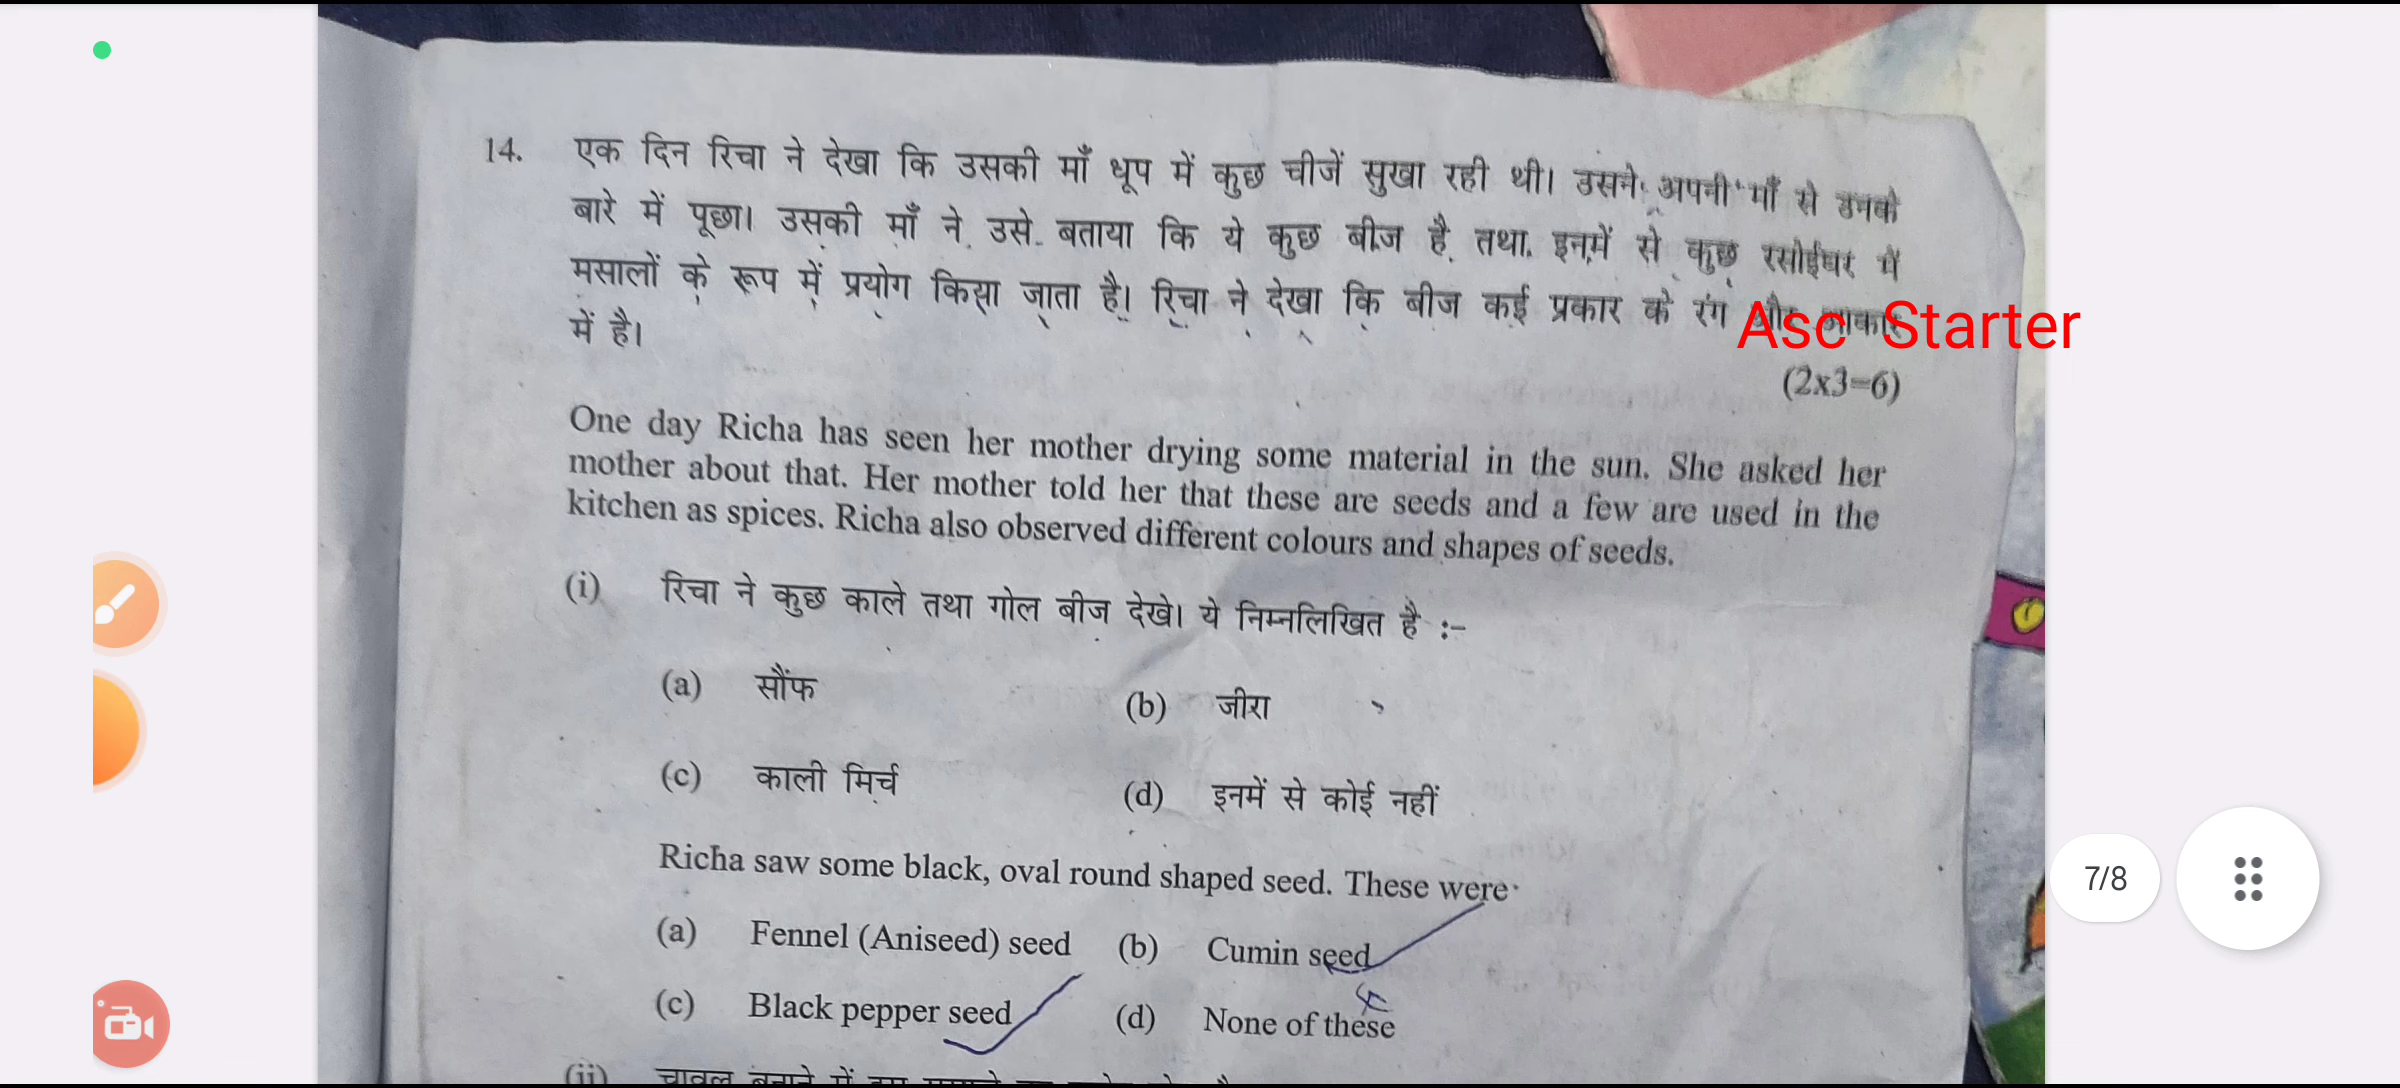 14. एक दिन रिचा ने देखा कि उसकी माँ धूप में कुछ चीजें सुखा रही थी। उसने अपनी माँ से उनके
बारे में पूछा। उसकी माँ ने उसे बताया कि ये कुछ बीज है तथा इनमें से कुछ रसोईघर में
मसालों के रूप में प्रयोग किया जाता है। रिचा ने देखा कि बीज कई प्रकार के रंग और आकार
में है।
Asc Starter
(2x3=6)
One day Richa has seen her mother drying some material in the sun. She asked her
mother about that. Her mother told her that these are seeds and a few are used in the
kitchen as spices. Richa also observed different colours and shapes of seeds.
(i) रिचा ने कुछ काले तथा गोल बीज देखे। ये निम्नलिखित है :-
(a) सौंफ (b) जीरा
(c) काली मिर्च (d) इनमें से कोई नहीं
Richa saw some black, oval round shaped seed. These were
(a) Fennel (Aniseed) seed (b) Cumin seed
(c) Black pepper seed (d) None of these
(ii) चावल बनाने में हम
7/8